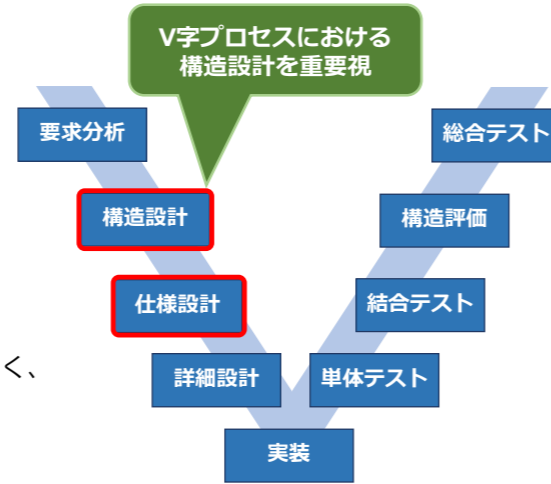 V字プロセスにおける
構造設計を重要視
要求分析
総合テスト
構造設計
構造評価
仕様設計
結合テスト
く、
詳細設計
単体テスト
実装